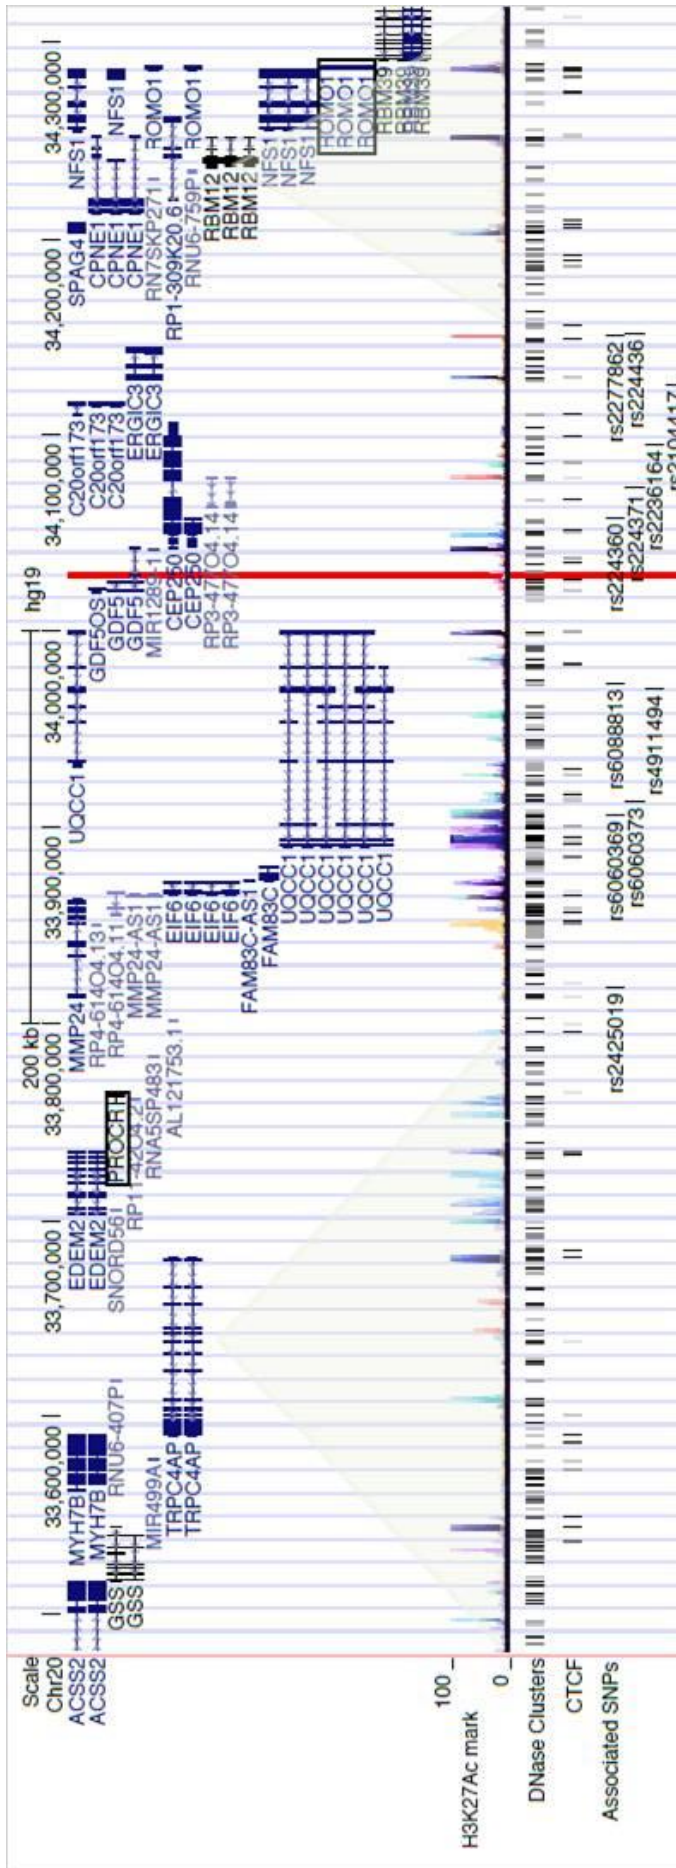 Scale 200 kb hg19
Chr20 33,600,000 33,700,000 33,800,000 33,900,000 34,000,000 34,100,000 34,200,000 34,300,000
ACSS2 MYH7B EDEM2 MMP24 UQCC1 C20orf173 SPAG4 NFS1
ACSS2 MYH7B EDEM2 RP4-614O4.13 GDF5OS C20orf173 CPNE1
GSS RNU6-407P SNORD56 PROCR RP4-614O4.11 GDF5 C20orf173 CPNE1 NFS1
GSS RP11-42O4.2 MMP24-AS1 GDF5 ERGIC3 CPNE1
MIR499A RNA5SP483 MMP24-AS1 MIR1289-1 ERGIC3 RN7SKP271 ROMO1
TRPC4AP AL121753.1 EIF6 CEP250 RP1-309K20.6
TRPC4AP EIF6 CEP250 RNU6-759P ROMO1
EIF6 RP3-477O4.14 RBM12
EIF6 RP3-477O4.14 RBM12
FAM83C-AS1 RBM12
FAM83C NFS1
UQCC1 NFS1
UQCC1 NFS1
UQCC1 ROMO1
UQCC1 ROMO1
UQCC1 ROMO1
UQCC1 RBM39
RBM39
RBM39
100
H3K27Ac mark
0
DNase Clusters
CTCF
Associated SNPs rs2425019 rs6060369 rs6088813 rs224360 rs2277862
rs6060373 rs224371 rs224436
rs4911494 rs2236164
rs2104417